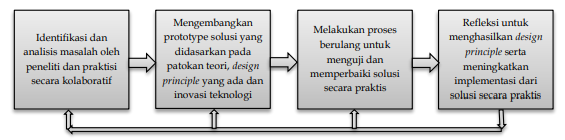 Identifikasi dan
analisis masalah oleh
peneliti dan praktisi
secara kolaboratif
Mengembangkan
prototype solusi yang
didasarkan pada
patokan teori, design
principle yang ada dan
inovasi teknologi
Melakukan proses
berulang untuk
menguji dan
memperbaiki solusi
secara praktis
Refleksi untuk
menghasilkan design
principle serta
meningkatkan
implementasi dari
solusi secara praktis